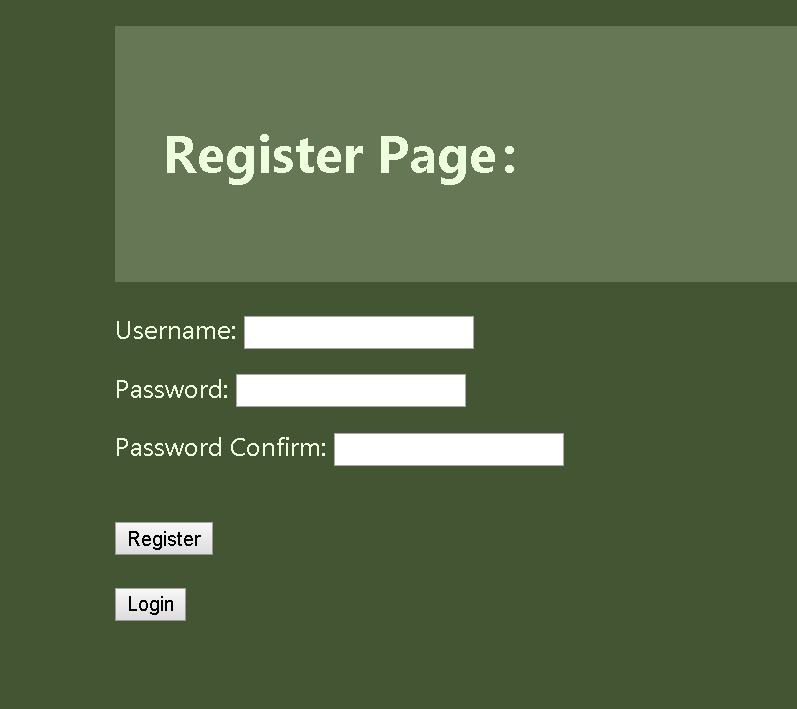 Register Page:
Username:
Password:
Password Confirm:
Register
Login